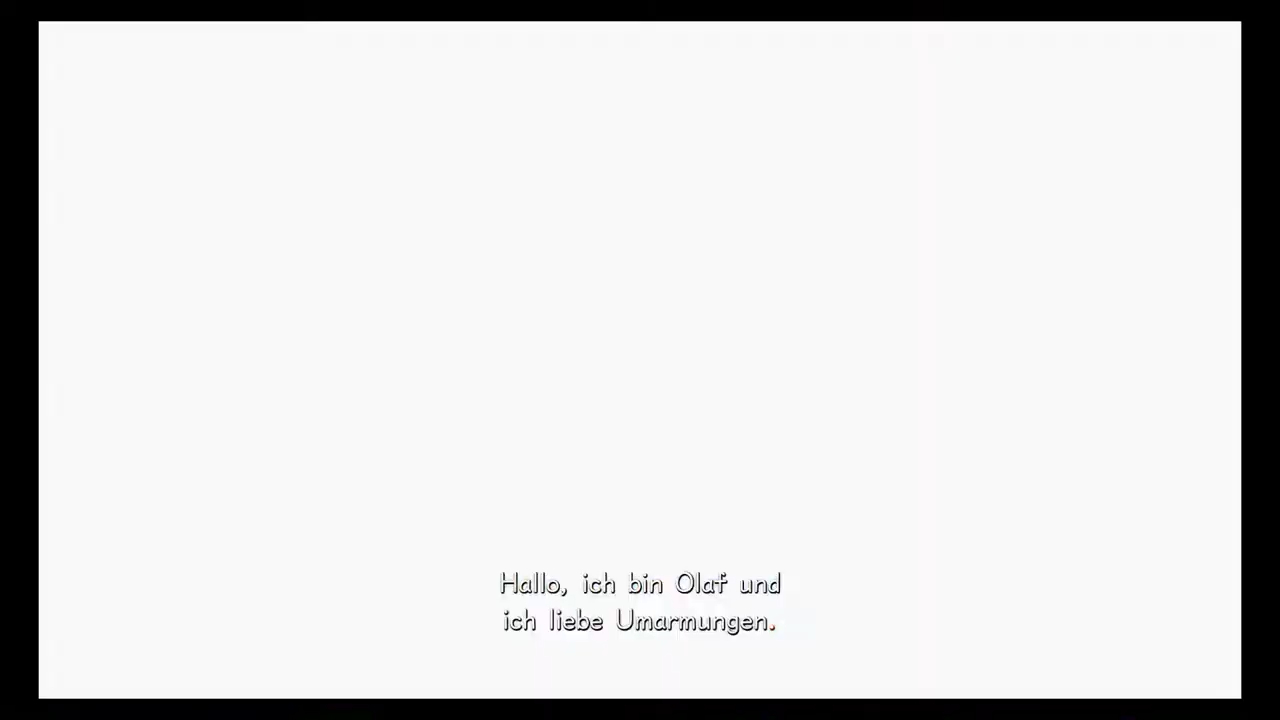 Hallo, ich bin Olaf und
ich liebe Umarmungen.